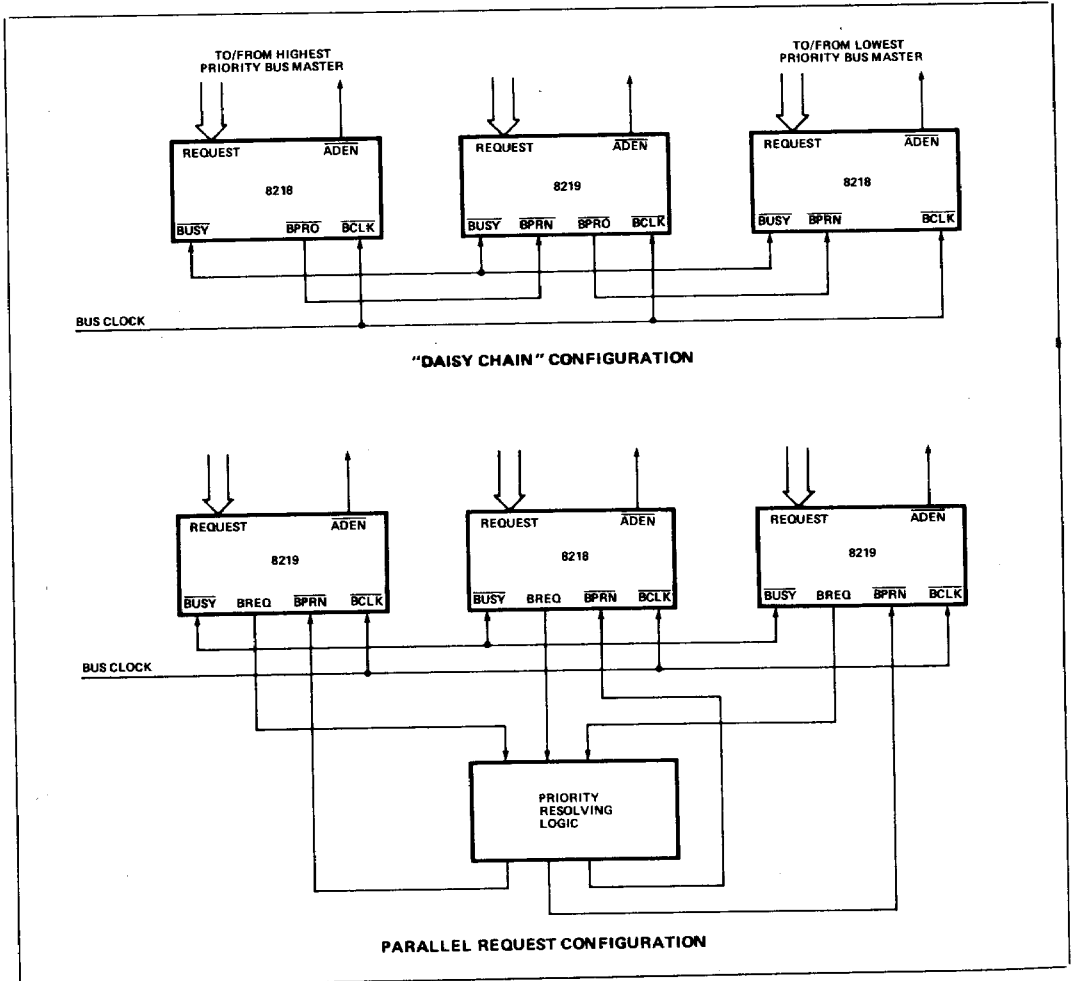 TO/FROM HIGHEST
PRIORITY BUS MASTER
TO/FROM LOWEST
PRIORITY BUS MASTER
REQUEST ADEN
8218
BUSY BPRO BCLK
REQUEST ADEN
8219
BUSY BPRN BPRO BCLK
REQUEST ADEN
8218
BUSY BPRN BCLK
BUS CLOCK
"DAISY CHAIN" CONFIGURATION
REQUEST ADEN
8219
BUSY BREQ BPRN BCLK
REQUEST ADEN
8218
BUSY BREQ BPRN BCLK
REQUEST ADEN
8219
BUSY BREQ BPRN BCLK
BUS CLOCK
PRIORITY
RESOLVING
LOGIC
PARALLEL REQUEST CONFIGURATION